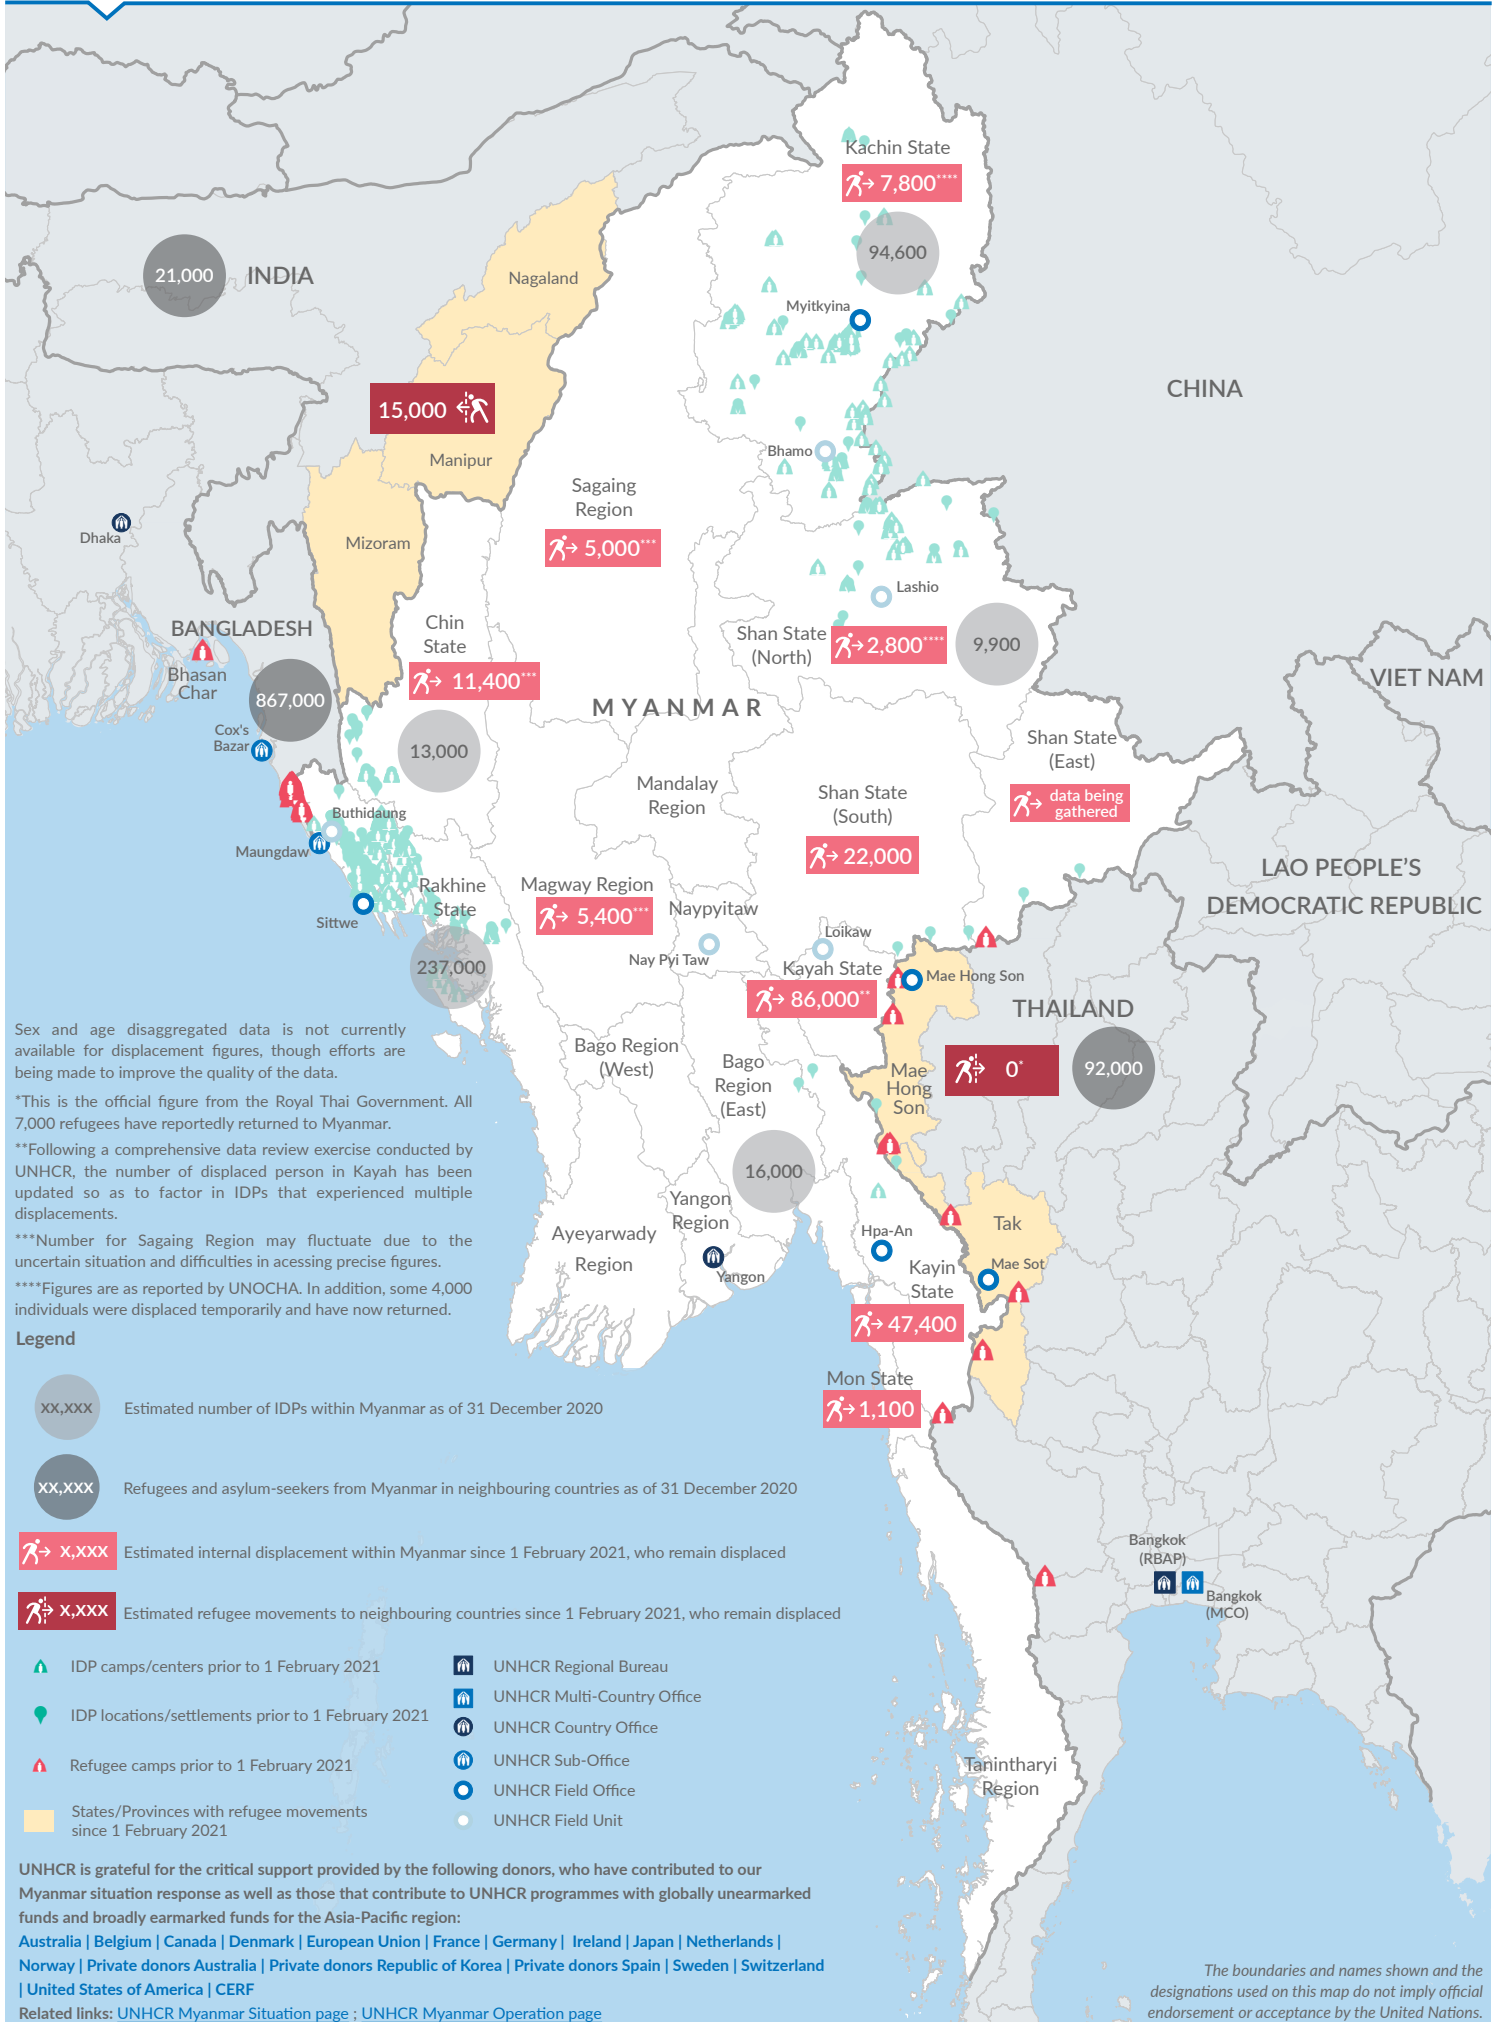 Kachin State
7,800****
94,600
21,000
INDIA
Nagaland
Myitkyina
CHINA
15,000
Manipur
Bhamo
Sagaing
Region
5,000***
Dhaka
Mizoram
Lashio
BANGLADESH
Chin
State
Shan State
(North)
2,800****
9,900
Bhasan
Char
11,400***
VIET NAM
867,000
MYANMAR
Cox's
Bazar
13,000
Shan State
(East)
data being
gathered
Mandalay
Region
Shan State
(South)
Buthidaung
Maungdaw
22,000
LAO PEOPLE'S
DEMOCRATIC REPUBLIC
Rakhine
State
Magway Region
5,400***
Naypyitaw
Sittwe
Loikaw
Nay Pyi Taw
237,000
Kayah State
86,000**
Mae Hong Son
THAILAND
Sex and age disaggregated data is not currently
available for displacement figures, though efforts are
being made to improve the quality of the data.
Bago Region
(West)
Bago
Region
(East)
Mae
Hong
Son
0*
92,000
*This is the official figure from the Royal Thai Government. All
7,000 refugees have reportedly returned to Myanmar.
**Following a comprehensive data review exercise conducted by
UNHCR, the number of displaced person in Kayah has been
updated so as to factor in IDPs that experienced multiple
displacements.
***Number for Sagaing Region may fluctuate due to the
uncertain situation and difficulties in acessing precise figures.
****Figures are as reported by UNOCHA. In addition, some 4,000
individuals were displaced temporarily and have now returned.
16,000
Yangon
Region
Ayeyarwady
Region
Yangon
Tak
Hpa-An
Mae Sot
Kayin
State
47,400
Mon State
1,100
Legend
XX,XXX
Estimated number of IDPs within Myanmar as of 31 December 2020
XX,XXX
Refugees and asylum-seekers from Myanmar in neighbouring countries as of 31 December 2020
X,XXX
Estimated internal displacement within Myanmar since 1 February 2021, who remain displaced
X,XXX
Estimated refugee movements to neighbouring countries since 1 February 2021, who remain displaced
Bangkok
(RBAP)
Bangkok
(MCO)
IDP camps/centers prior to 1 February 2021
IDP locations/settlements prior to 1 February 2021
Refugee camps prior to 1 February 2021
States/Provinces with refugee movements
since 1 February 2021
UNHCR Regional Bureau
UNHCR Multi-Country Office
UNHCR Country Office
UNHCR Sub-Office
UNHCR Field Office
UNHCR Field Unit
Tanintharyi
Region
UNHCR is grateful for the critical support provided by the following donors, who have contributed to our
Myanmar situation response as well as those that contribute to UNHCR programmes with globally unearmarked
funds and broadly earmarked funds for the Asia-Pacific region:
Australia | Belgium | Canada | Denmark | European Union | France | Germany | Ireland | Japan | Netherlands |
Norway | Private donors Australia | Private donors Republic of Korea | Private donors Spain | Sweden | Switzerland
| United States of America | CERF
Related links: UNHCR Myanmar Situation page ; UNHCR Myanmar Operation page
The boundaries and names shown and the
designations used on this map do not imply official
endorsement or acceptance by the United Nations.